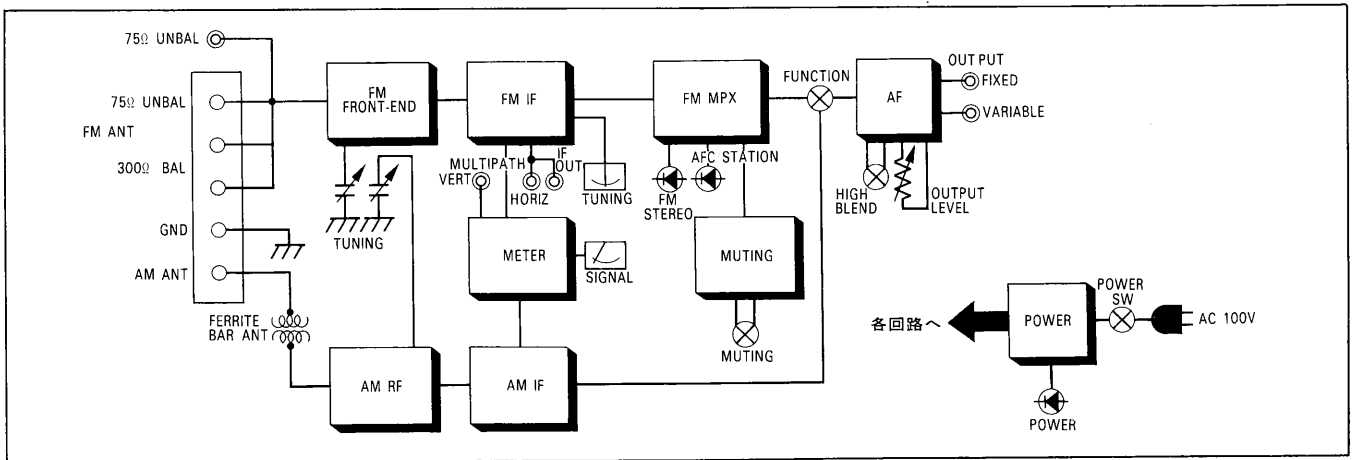 75Ω UNBAL
75Ω UNBAL
FM ANT
300Ω BAL
GND
AM ANT
FERRITE
BAR ANT
FM
FRONT-END
TUNING
AM RF
FM IF
MULTIPATH
VERT
HORIZ
IF
OUT
TUNING
METER
SIGNAL
AM IF
FM MPX
FM
STEREO
AFC STATION
MUTING
MUTING
FUNCTION
AF
OUTPUT
FIXED
VARIABLE
HIGH
BLEND
OUTPUT
LEVEL
各回路へ
POWER
POWER
SW
AC 100V
POWER